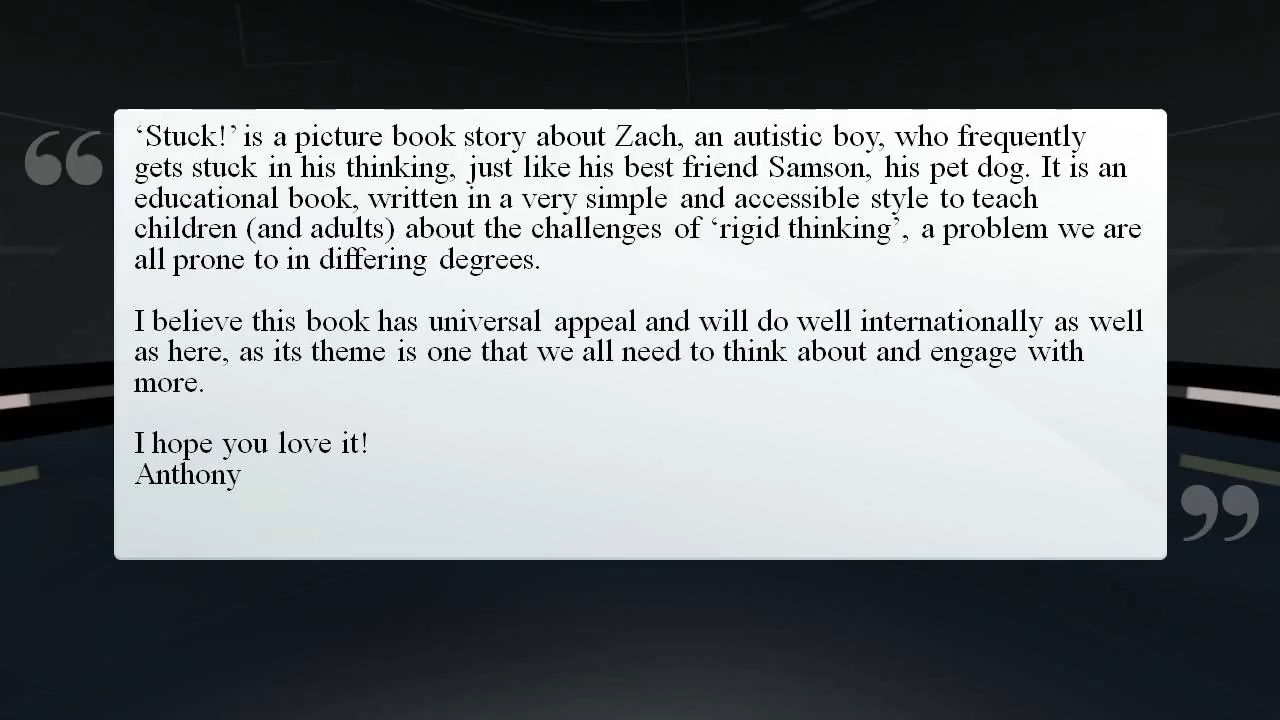 ‘Stuck!’ is a picture book story about Zach, an autistic boy, who frequently
gets stuck in his thinking, just like his best friend Samson, his pet dog. It is an
educational book, written in a very simple and accessible style to teach
children (and adults) about the challenges of ‘rigid thinking’, a problem we are
all prone to in differing degrees.
I believe this book has universal appeal and will do well internationally as well
as here, as its theme is one that we all need to think about and engage with
more.
I hope you love it!
Anthony